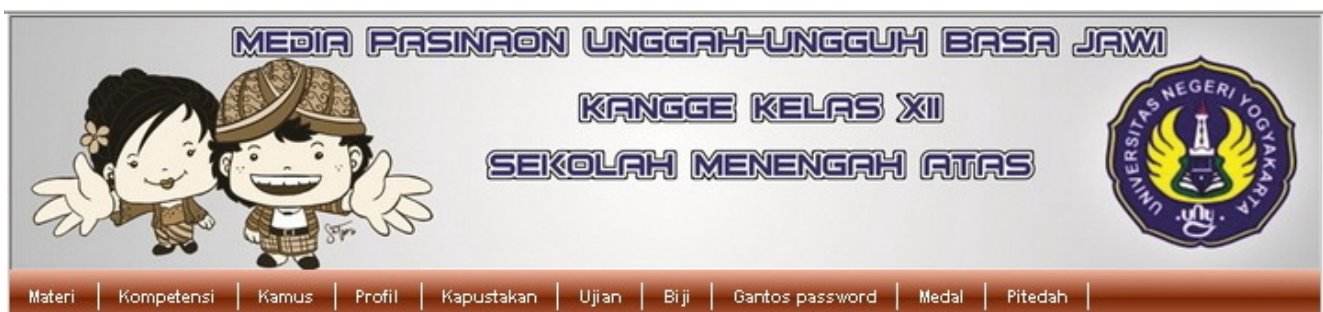 MEDIA PASINAON UNGGAH-UNGGUH BASA JAWI
KANGGE KELAS XII
SEKOLAH MENENGAH ATAS
UNIVERSITAS NEGERI YOGYAKARTA
uny
Materi Kompetensi Kamus Profil Kapustakan Ujian Biji Gantos password Medal Pitedah